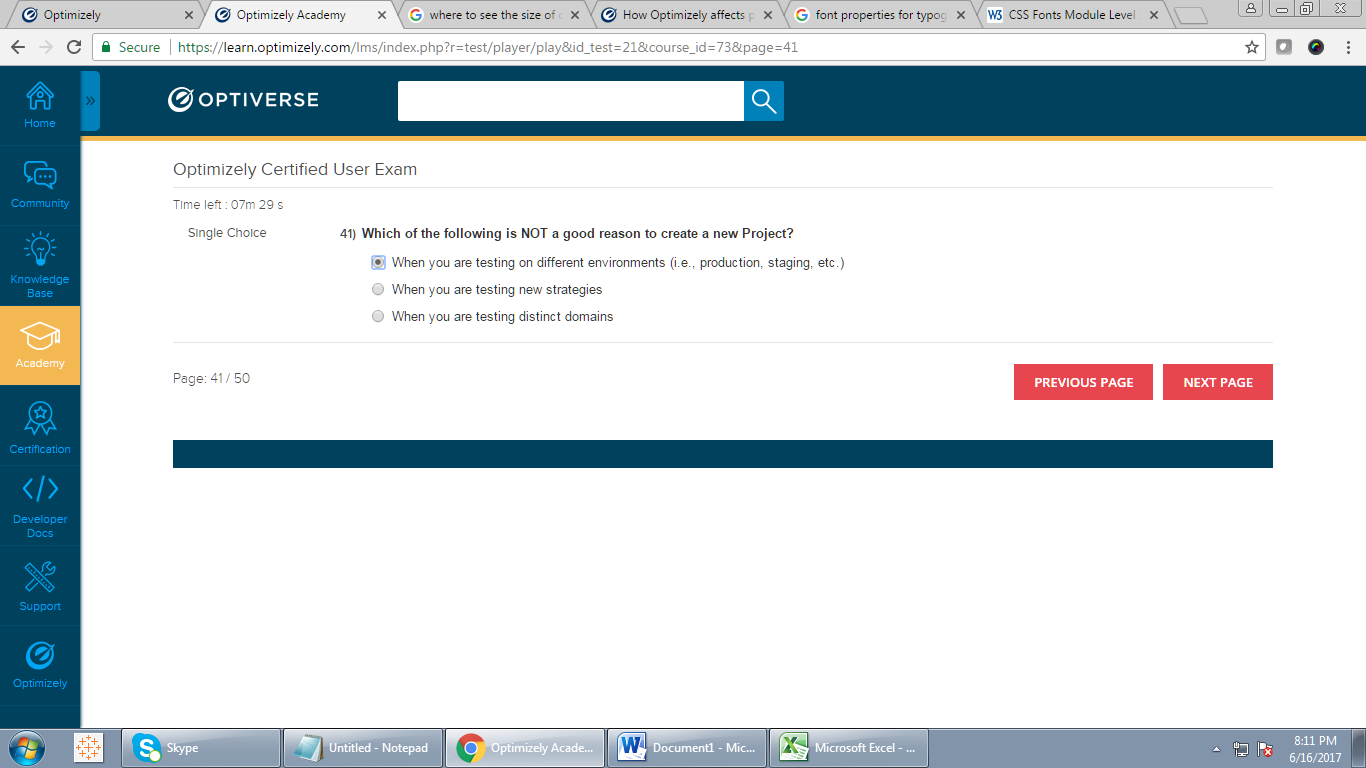 Optimizely
Optimizely Academy
where to see the size of
How Optimizely affects
font properties for typog
CSS Fonts Module Level
Secure
https://learn.optimizely.com/lms/index.php?r=test/player/play&id_test=21&course_id=73&page=41
Home
»
OPTIVERSE
Community
Knowledge
Base
Academy
Certification
Developer
Docs
Support
Optimizely
Optimizely Certified User Exam
Time left : 07m 29 s
Single Choice
41) Which of the following is NOT a good reason to create a new Project?
When you are testing on different environments (i.e., production, staging, etc.)
When you are testing new strategies
When you are testing distinct domains
Page: 41 / 50
PREVIOUS PAGE
NEXT PAGE
Skype
Untitled - Notepad
Optimizely Acade...
Document1 - Mic...
Microsoft Excel - ...
8:11 PM
6/16/2017